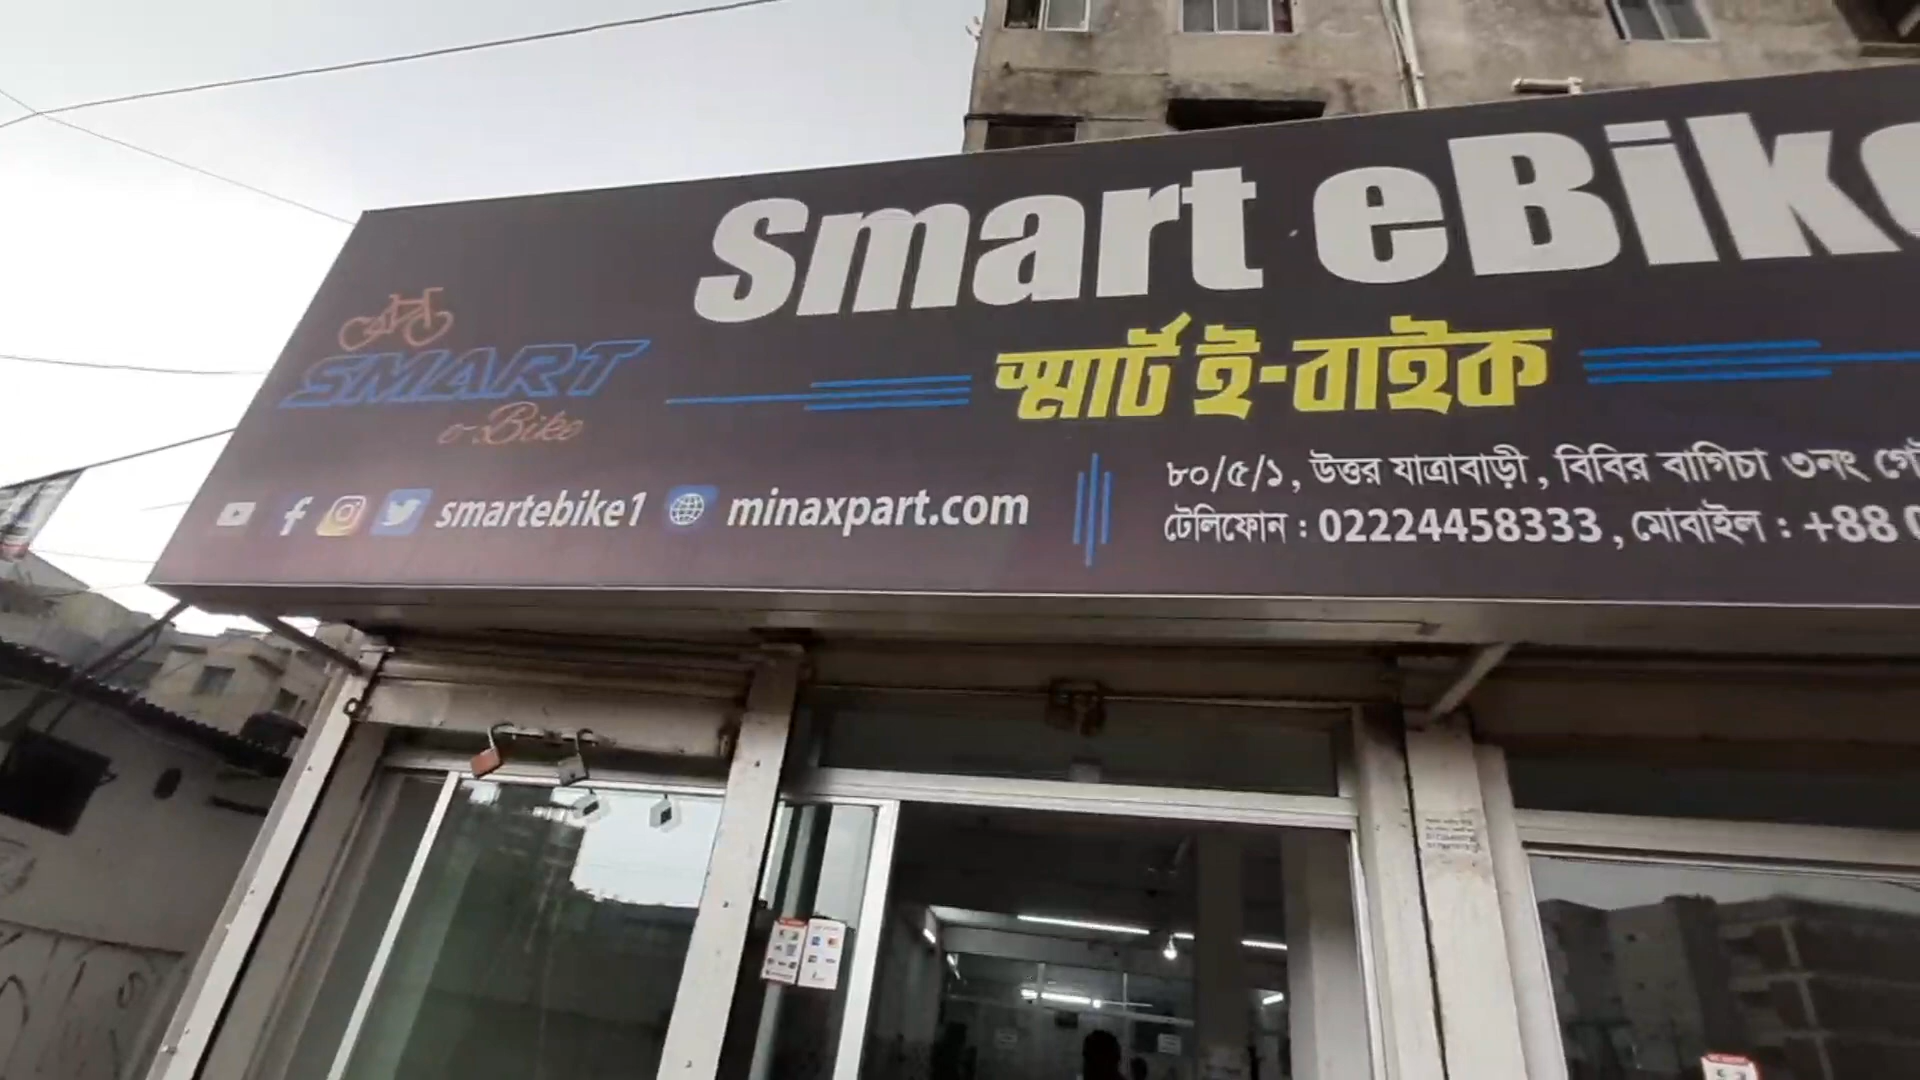 Smart eBike
SMART
e-Bike
স্মার্ট ই-বাইক
smartebike1 minaxpart.com
৮০/৫/১, উত্তর যাত্রাবাড়ী, বিবির বাগিচা ৩নং
টেলিফোন : 02224458333, মোবাইল : +88